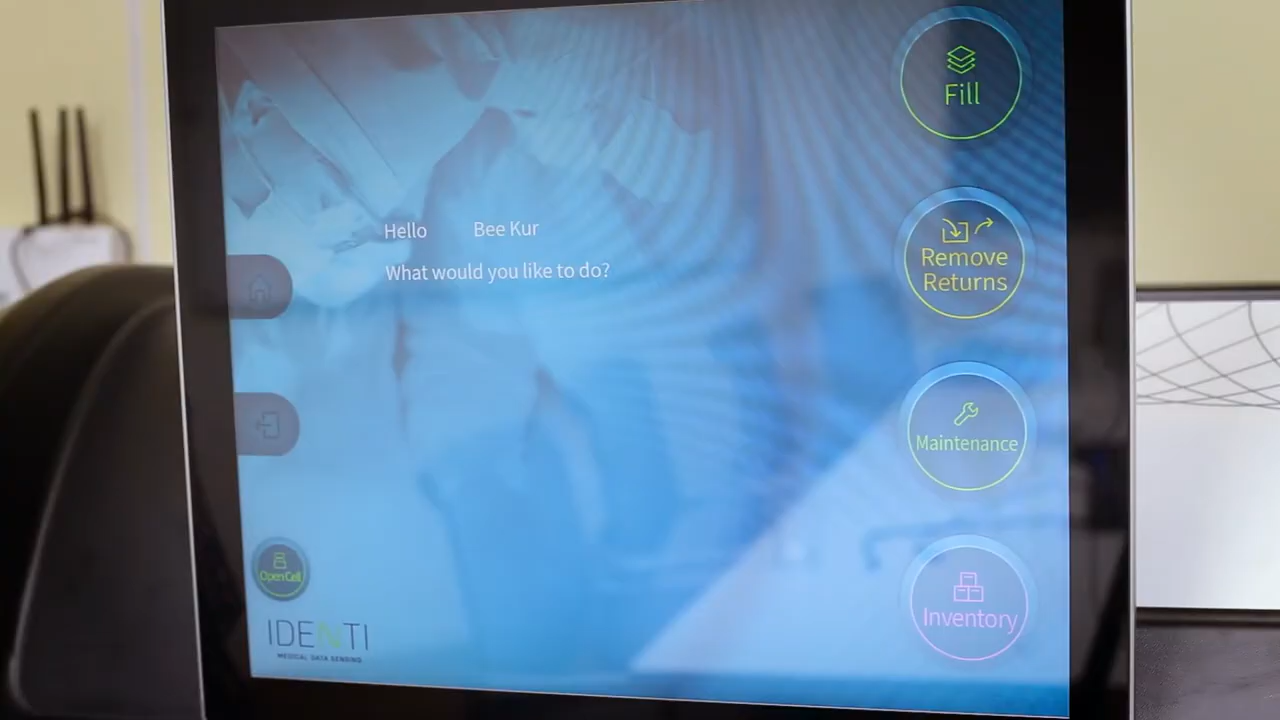 Fill
Hello Bee Kur
What would you like to do?
Remove
Returns
Maintenance
Open Cell
Inventory
IDENTI
MEDICAL DATA SENSING